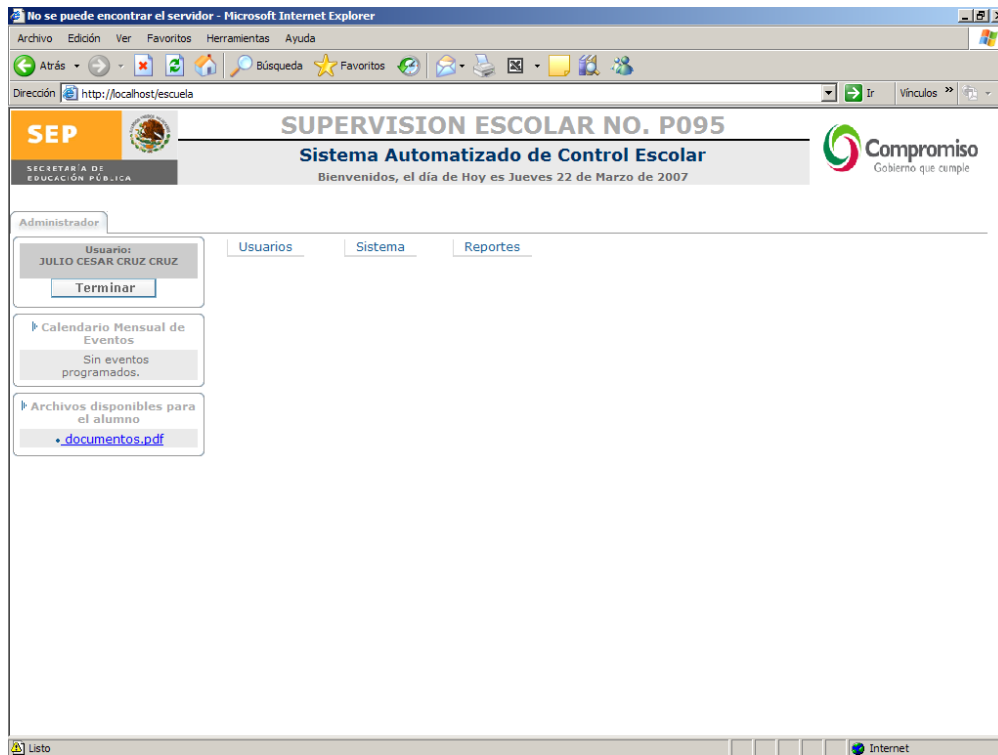 No se puede encontrar el servidor - Microsoft Internet Explorer
Archivo Edición Ver Favoritos Herramientas Ayuda
Atrás Búsqueda Favoritos
Dirección http://localhost/escuela Ir Vínculos »
SEP
SECRETARÍA DE
EDUCACIÓN PÚBLICA
SUPERVISION ESCOLAR NO. P095
Sistema Automatizado de Control Escolar
Bienvenidos, el día de Hoy es Jueves 22 de Marzo de 2007
Compromiso
Gobierno que cumple
Administrador
Usuario:
JULIO CESAR CRUZ CRUZ
Terminar
Usuarios Sistema Reportes
Calendario Mensual de
Eventos
Sin eventos
programados.
Archivos disponibles para
el alumno
• documentos.pdf
Listo Internet